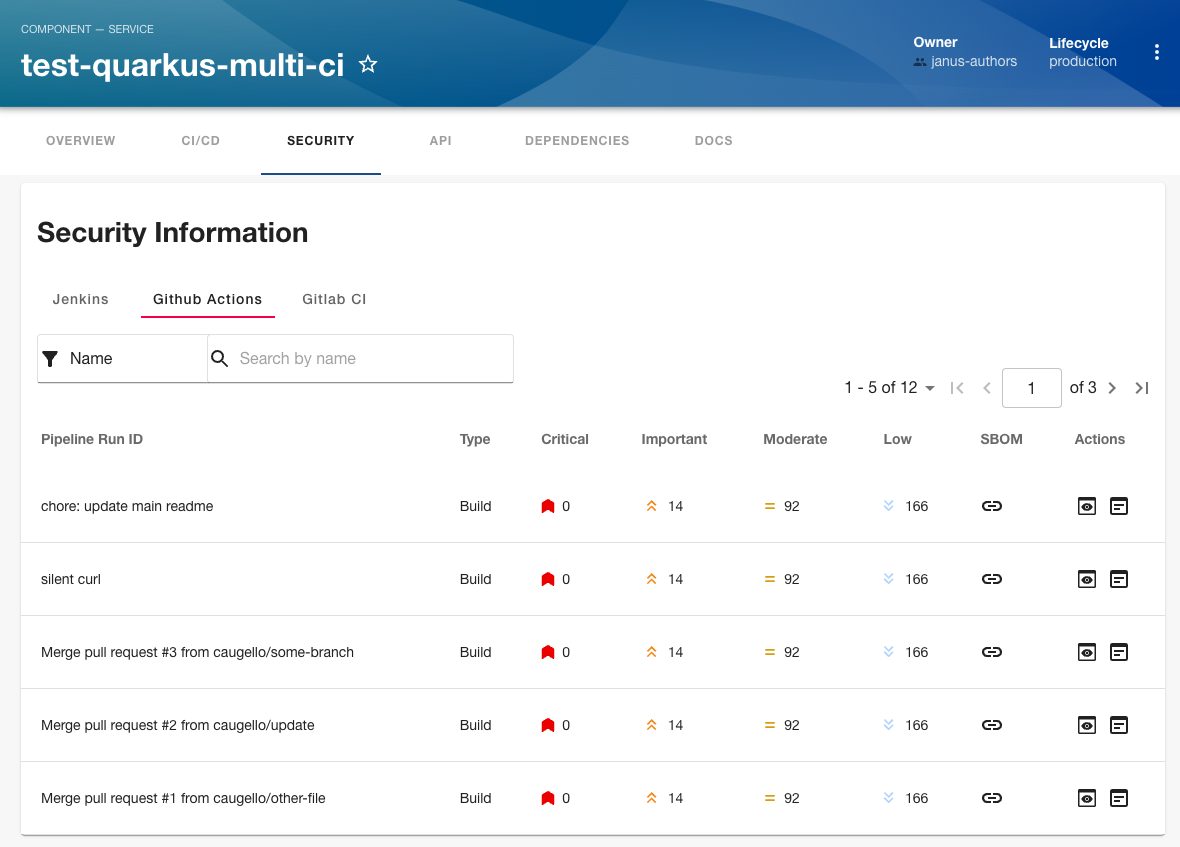 COMPONENT — SERVICE
test-quarkus-multi-ci
Owner
janus-authors
Lifecycle
production
OVERVIEW CI/CD SECURITY API DEPENDENCIES DOCS
Security Information
Jenkins Github Actions Gitlab CI
Name Search by name
1 - 5 of 12 1 of 3
Pipeline Run ID Type Critical Important Moderate Low SBOM Actions
chore: update main readme Build 0 14 92 166
silent curl Build 0 14 92 166
Merge pull request #3 from caugello/some-branch Build 0 14 92 166
Merge pull request #2 from caugello/update Build 0 14 92 166
Merge pull request #1 from caugello/other-file Build 0 14 92 166